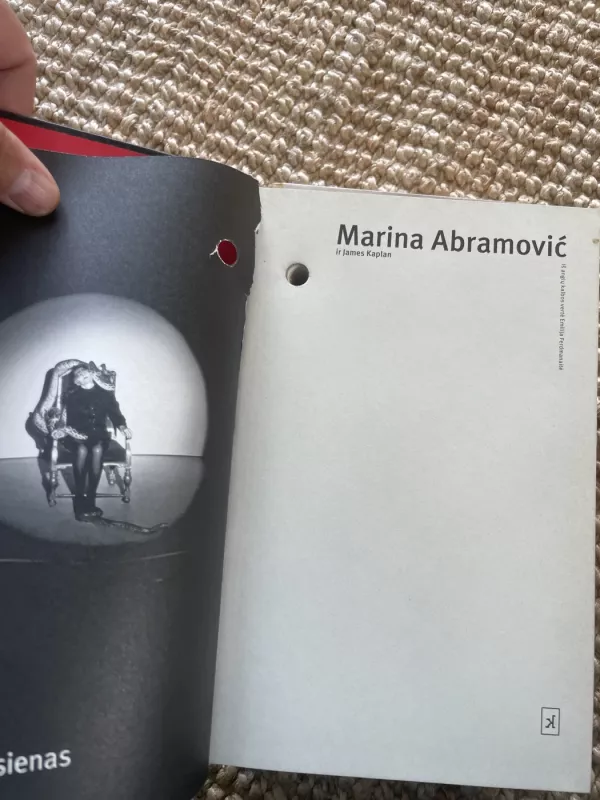 Marina Abramović
ir James Kaplan
Iš anglų kalbos vertė Emilija Ferdmanaitė
sienas
k